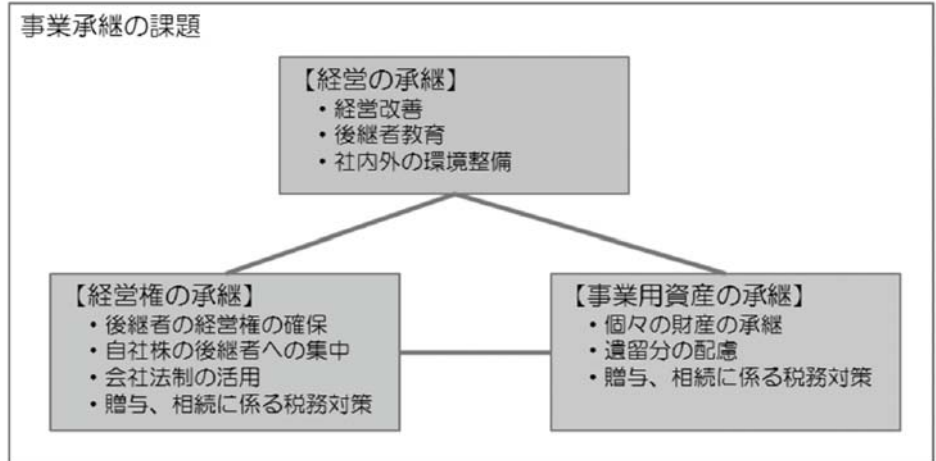 事業承継の課題
【経営の承継】
・経営改善
・後継者教育
・社内外の環境整備
【経営権の承継】
・後継者の経営権の確保
・自社株の後継者への集中
・会社法制の活用
・贈与、相続に係る税務対策
【事業用資産の承継】
・個々の財産の承継
・遺留分の配慮
・贈与、相続に係る税務対策